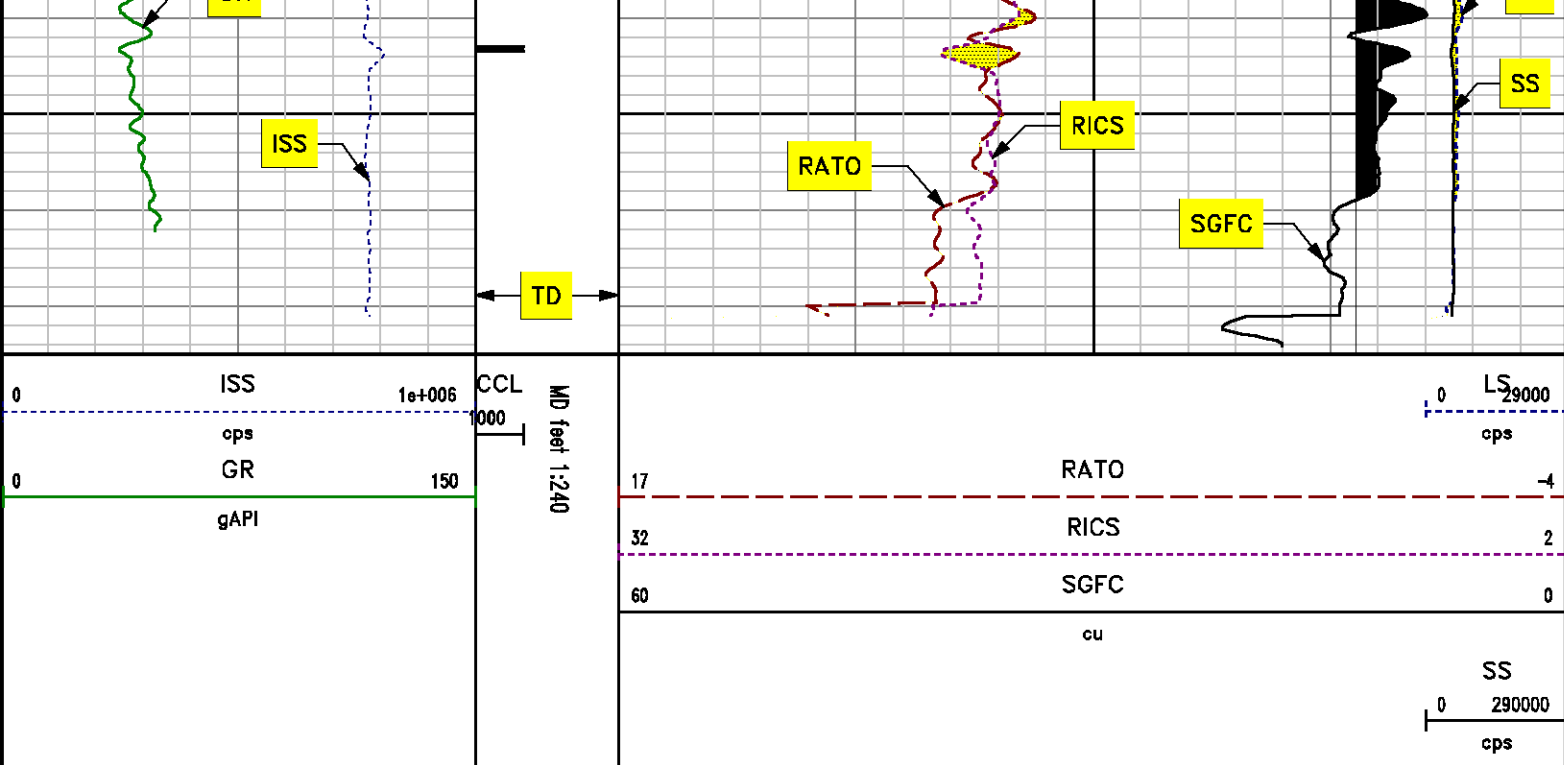 SS
ISS
RICS
RATO
SGFC
TD
ISS
0 1e+006
cps
GR
0 150
gAPI
CCL
1000
MD feet 1:240
LS
0 29000
cps
RATO
17 -4
RICS
32 2
SGFC
60 0
cu
SS
0 290000
cps